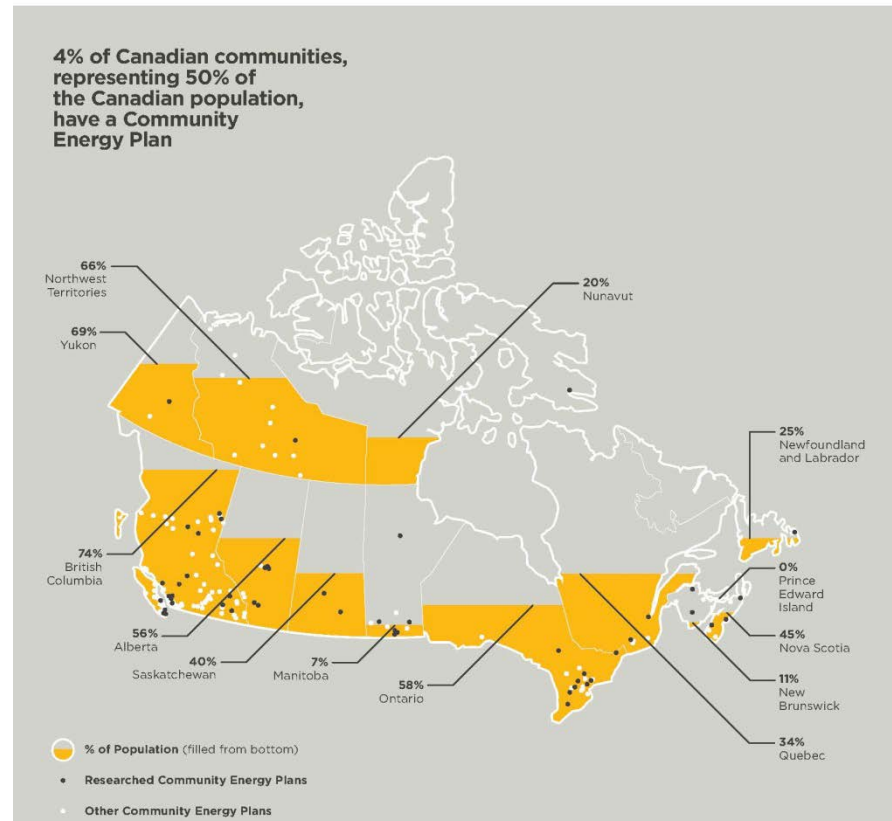 4% of Canadian communities,
representing 50% of
the Canadian population,
have a Community
Energy Plan
66%
Northwest
Territories
20%
Nunavut
69%
Yukon
25%
Newfoundland
and Labrador
74%
British
Columbia
0%
Prince
Edward
Island
56%
Alberta
45%
Nova Scotia
40%
Saskatchewan
7%
Manitoba
58%
Ontario
11%
New
Brunswick
34%
Quebec
% of Population (filled from bottom)
Researched Community Energy Plans
Other Community Energy Plans